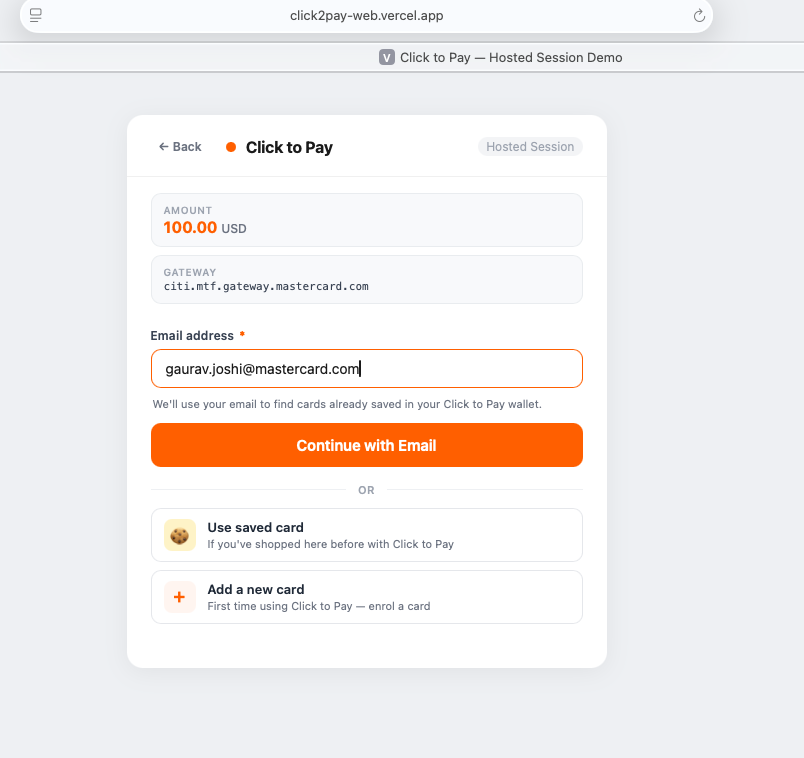 click2pay-web.vercel.app
V Click to Pay — Hosted Session Demo
← Back
Click to Pay
Hosted Session
AMOUNT
100.00 USD
GATEWAY
citi.mtf.gateway.mastercard.com
Email address *
gaurav.joshi@mastercard.com
We'll use your email to find cards already saved in your Click to Pay wallet.
Continue with Email
OR
Use saved card
If you've shopped here before with Click to Pay
+
Add a new card
First time using Click to Pay — enrol a card